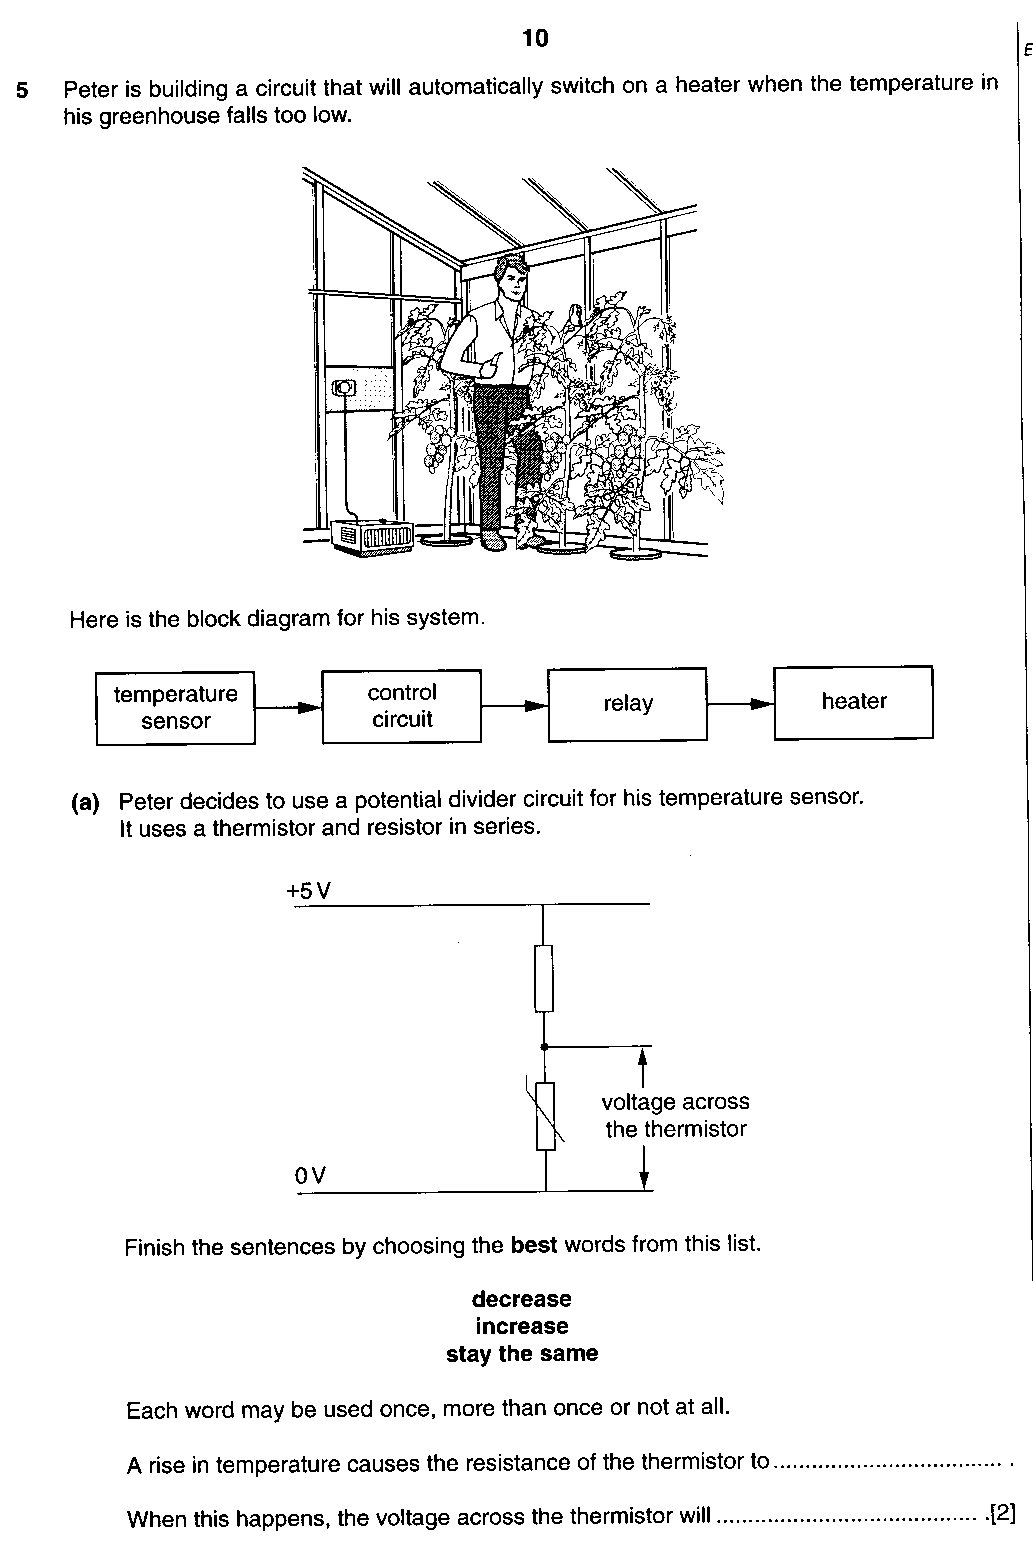 10
E
5 Peter is building a circuit that will automatically switch on a heater when the temperature in
his greenhouse falls too low.
Here is the block diagram for his system.
temperature
sensor
control
circuit
relay
heater
(a) Peter decides to use a potential divider circuit for his temperature sensor.
It uses a thermistor and resistor in series.
+5 V
voltage across
the thermistor
0 V
Finish the sentences by choosing the best words from this list.
decrease
increase
stay the same
Each word may be used once, more than once or not at all.
A rise in temperature causes the resistance of the thermistor to .................................... .
When this happens, the voltage across the thermistor will ......................................... .[2]